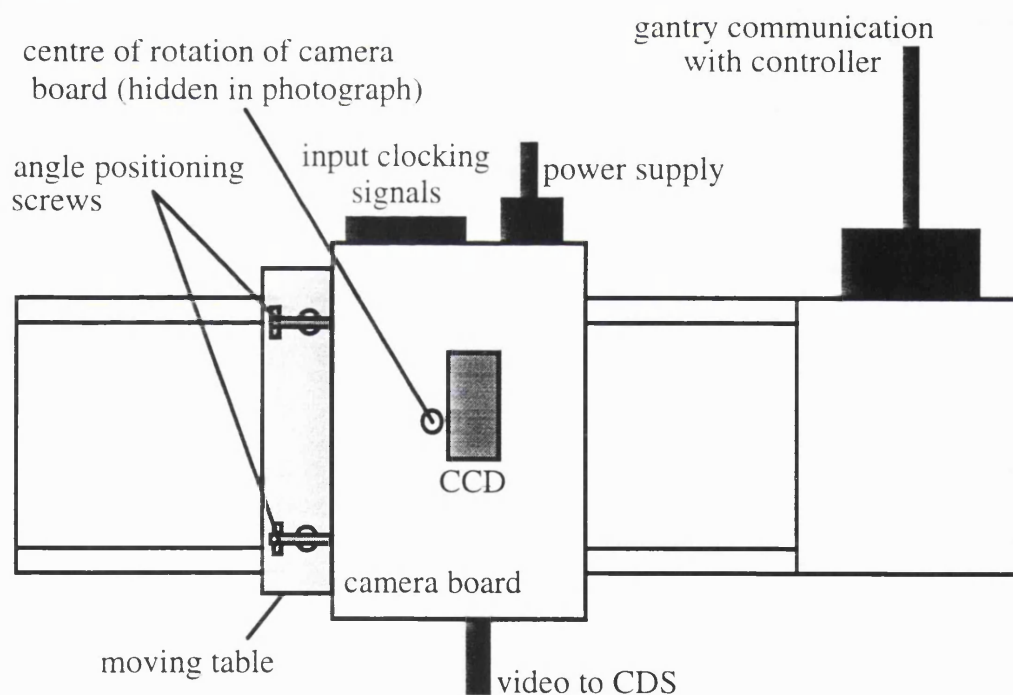 gantry communication
with controller
centre of rotation of camera
board (hidden in photograph)
angle positioning
screws
input clocking
signals
power supply
CCD
camera board
moving table
video to CDS